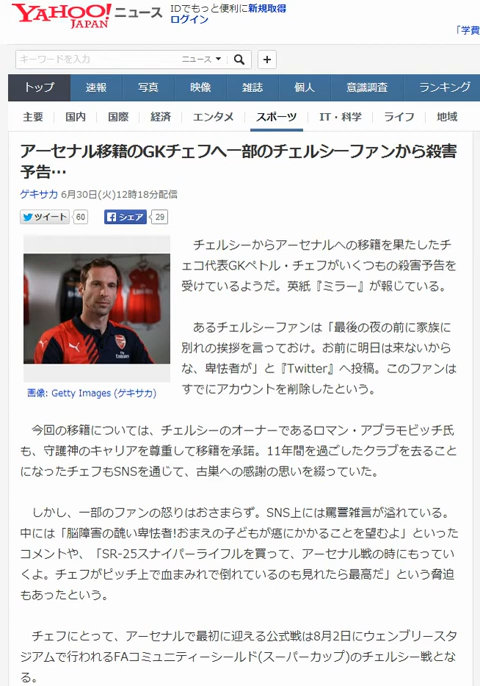 YAHOO! JAPAN ニュース
IDでもっと便利に新規取得
ログイン
「学費
キーワードを入力
ニュース
+
トップ 速報 写真 映像 雑誌 個人 意識調査 ランキング
主要 国内 国際 経済 エンタメ スポーツ IT・科学 ライフ 地域
アーセナル移籍のGKチェフへ一部のチェルシーファンから殺害
予告…
ゲキサカ 6月30日(火)12時18分配信
ツイート 60 シェア 29
チェルシーからアーセナルへの移籍を果たしたチ
ェコ代表GKペトル・チェフがいくつもの殺害予告を
受けているようだ。英紙『ミラー』が報じている。
あるチェルシーファンは「最後の夜の前に家族に
別れの挨拶を言っておけ。お前に明日は来ないから
な、卑怯者が」と『Twitter』へ投稿。このファンは
すでにアカウントを削除したという。
画像: Getty Images (ゲキサカ)
今回の移籍については、チェルシーのオーナーであるロマン・アブラモビッチ氏
も、守護神のキャリアを尊重して移籍を承諾。11年間を過ごしたクラブを去ること
になったチェフもSNSを通じて、古巣への感謝の思いを綴っていた。
しかし、一部のファンの怒りはおさまらず。SNS上には罵詈雑言が溢れている。
中には「脳障害の醜い卑怯者!おまえの子どもが癌にかかることを望むよ」といった
コメントや、「SR-25スナイパーライフルを買って、アーセナル戦の時にもってい
くよ。チェフがピッチ上で血まみれで倒れているのも見れたら最高だ」という脅迫
もあったという。
チェフにとって、アーセナルで最初に迎える公式戦は8月2日にウェンブリースタ
ジアムで行われるFAコミュニティーシールド(スーパーカップ)のチェルシー戦とな
る。